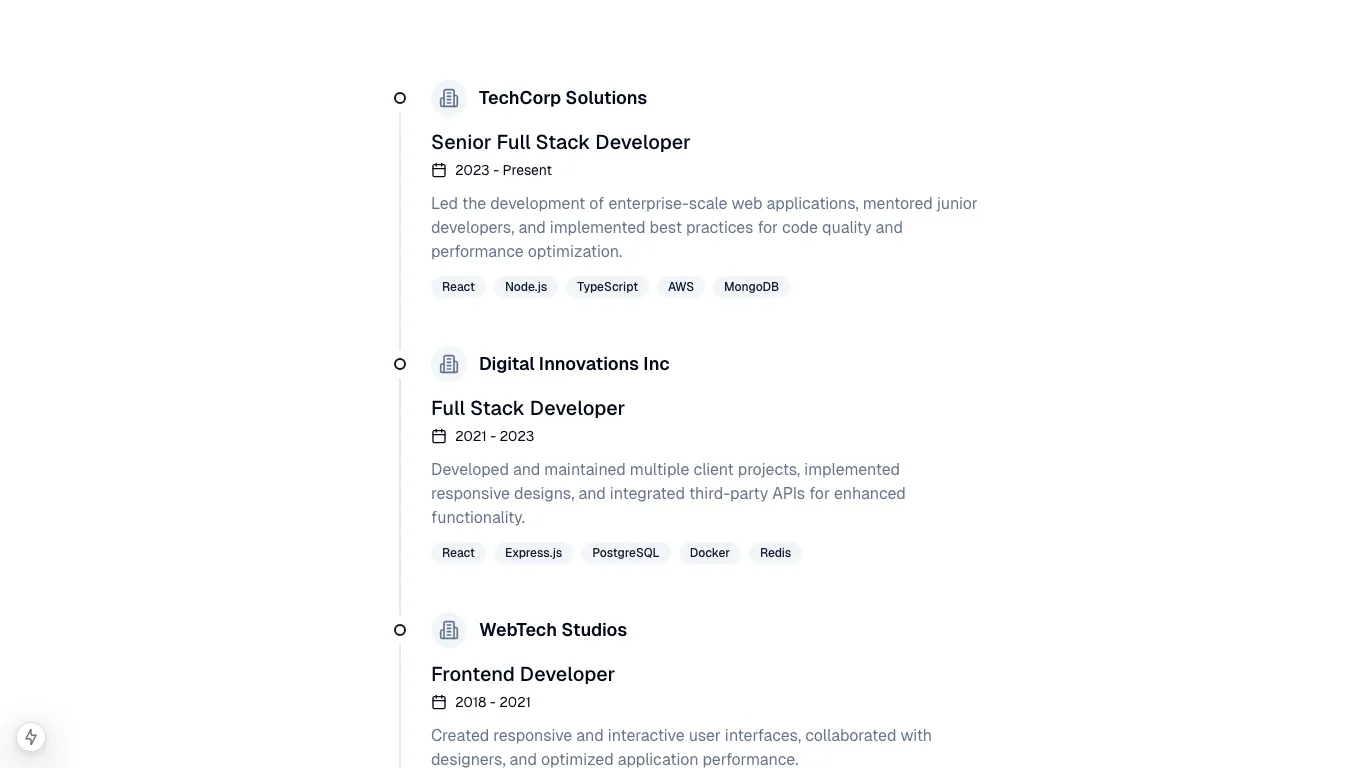 TechCorp Solutions
Senior Full Stack Developer
2023 - Present
Led the development of enterprise-scale web applications, mentored junior
developers, and implemented best practices for code quality and
performance optimization.
React Node.js TypeScript AWS MongoDB
Digital Innovations Inc
Full Stack Developer
2021 - 2023
Developed and maintained multiple client projects, implemented
responsive designs, and integrated third-party APIs for enhanced
functionality.
React Express.js PostgreSQL Docker Redis
WebTech Studios
Frontend Developer
2018 - 2021
Created responsive and interactive user interfaces, collaborated with
designers, and optimized application performance.